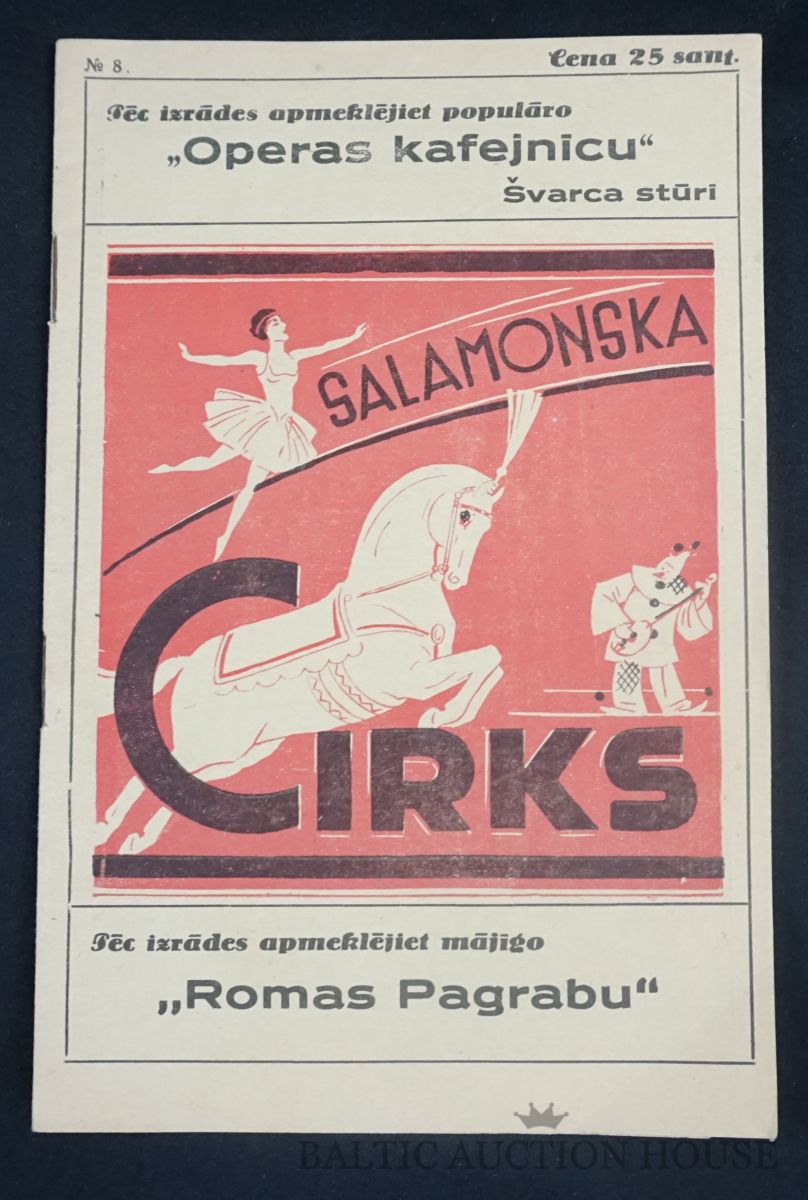 № 8.
Cena 25 sant.
Pēc izrādes apmeklējiet populāro
„Operas kafejnicu“
Švarca stūrī
SALAMONSKA
CIRKS
Pēc izrādes apmeklējiet mājīgo
„Romas Pagrabu“
BALTIC AUCTION HOUSE